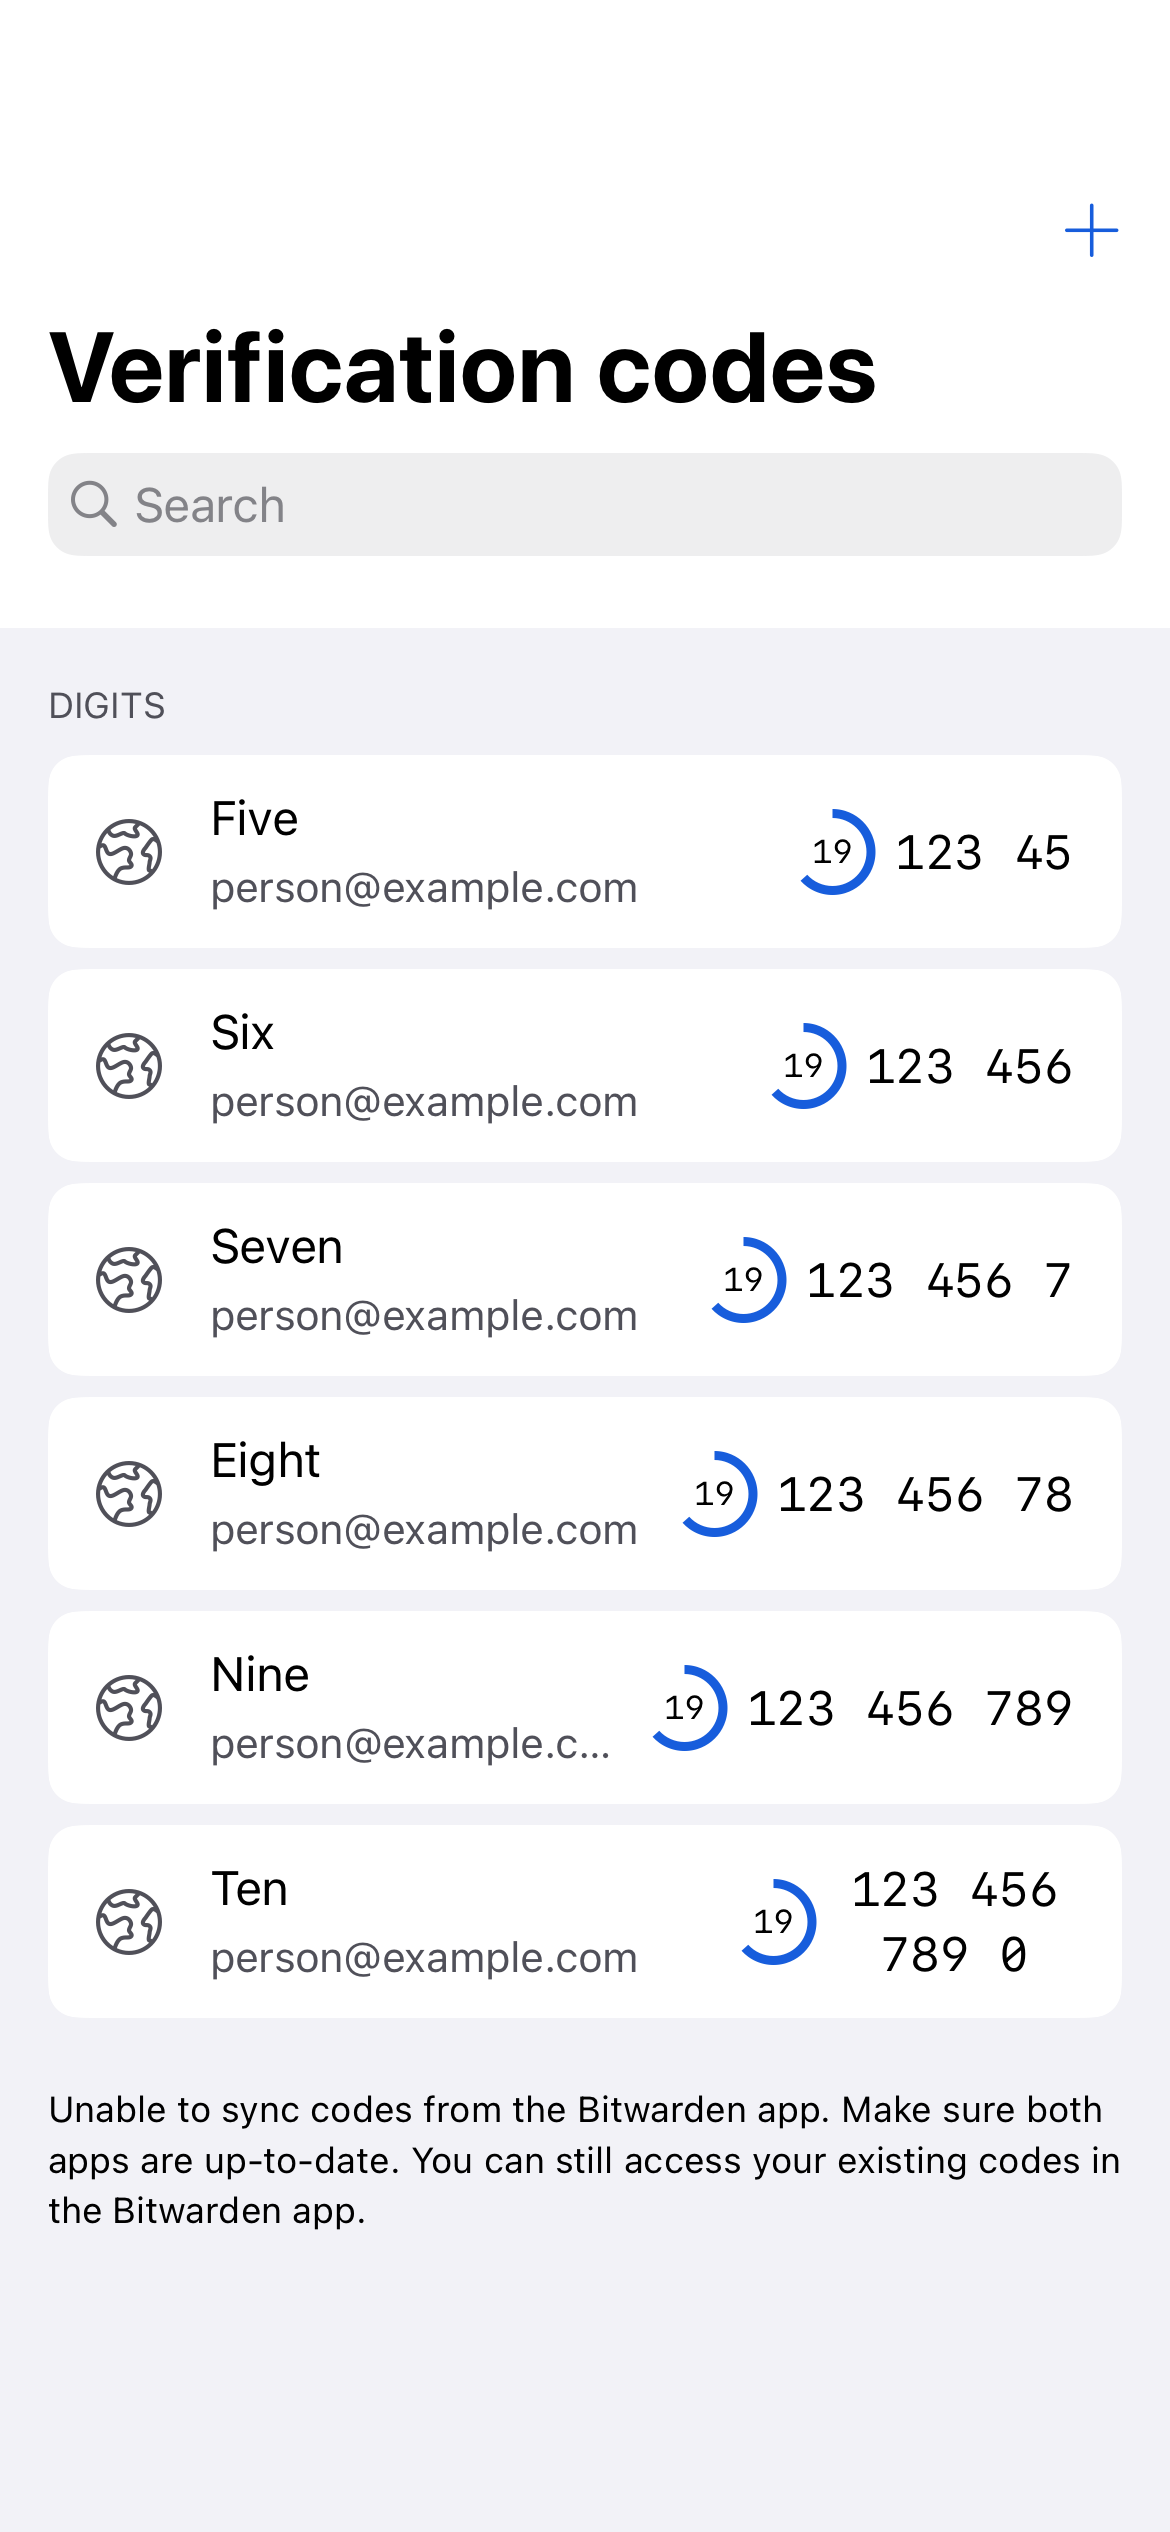 Verification codes
Search
DIGITS
Five
person@example.com
19 123 45
Six
person@example.com
19 123 456
Seven
person@example.com
19 123 456 7
Eight
person@example.com
19 123 456 78
Nine
person@example.c...
19 123 456 789
Ten
person@example.com
19 123 456
789 0
Unable to sync codes from the Bitwarden app. Make sure both
apps are up-to-date. You can still access your existing codes in
the Bitwarden app.